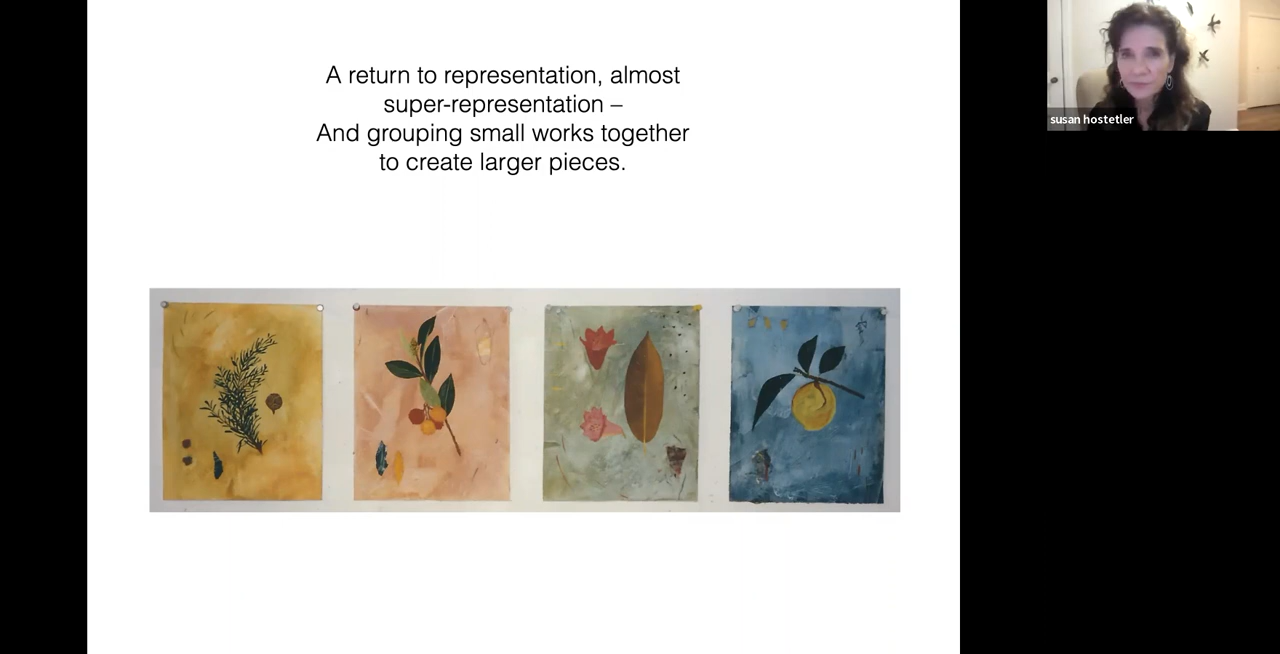 A return to representation, almost
super-representation –
And grouping small works together
to create larger pieces.
susan hostetler